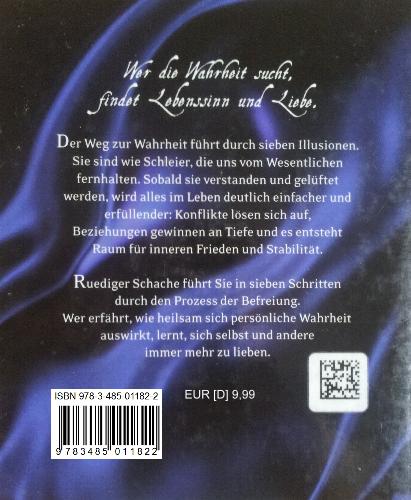 Wer die Wahrheit sucht,
findet Lebenssinn und Liebe.
Der Weg zur Wahrheit führt durch sieben Illusionen.
Sie sind wie Schleier, die uns vom Wesentlichen
fernhalten. Sobald sie verstanden und gelüftet
werden, wird alles im Leben deutlich einfacher und
erfüllender: Konflikte lösen sich auf,
Beziehungen gewinnen an Tiefe und es entsteht
Raum für inneren Frieden und Stabilität.
Ruediger Schache führt Sie in sieben Schritten
durch den Prozess der Befreiung.
Wer erfährt, wie heilsam sich persönliche Wahrheit
auswirkt, lernt, sich selbst und andere
immer mehr zu lieben.
ISBN 978-3-485-01182-2
EUR [D] 9,99
9 783485 011822